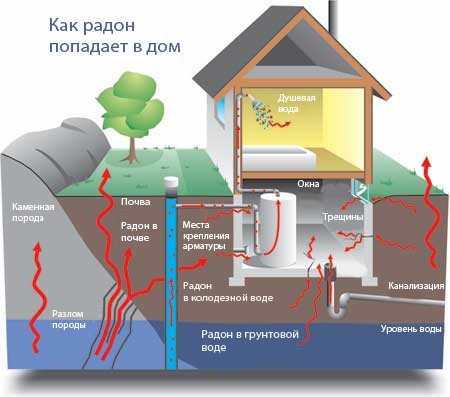 Как радон
попадает в дом
Душевая
вода
Окна
Каменная
порода
Почва
Радон в
почве
Места
крепления
арматуры
Трещины
Радон
в колодезной воде
Канализация
Разлом
породы
Радон в грунтовой
воде
Уровень воды